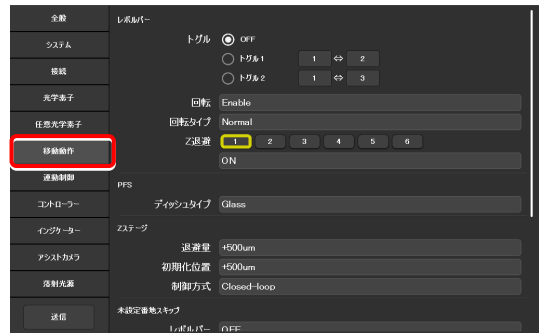 全般
システム
接続
光学素子
任意光学素子
移動動作
連動制御
コントローラー
インジケーター
アシストカメラ
落射光源
送信
レボルバー
トグル OFF
トグル1 1 ⇔ 2
トグル2 1 ⇔ 3
回転 Enable
回転タイプ Normal
Z退避 1 2 3 4 5 6
ON
PFS
ディッシュタイプ Glass
Zステージ
退避量 +500um
初期化位置 +500um
制御方式 Closed-loop
未設定番地スキップ
レボルバー OFF